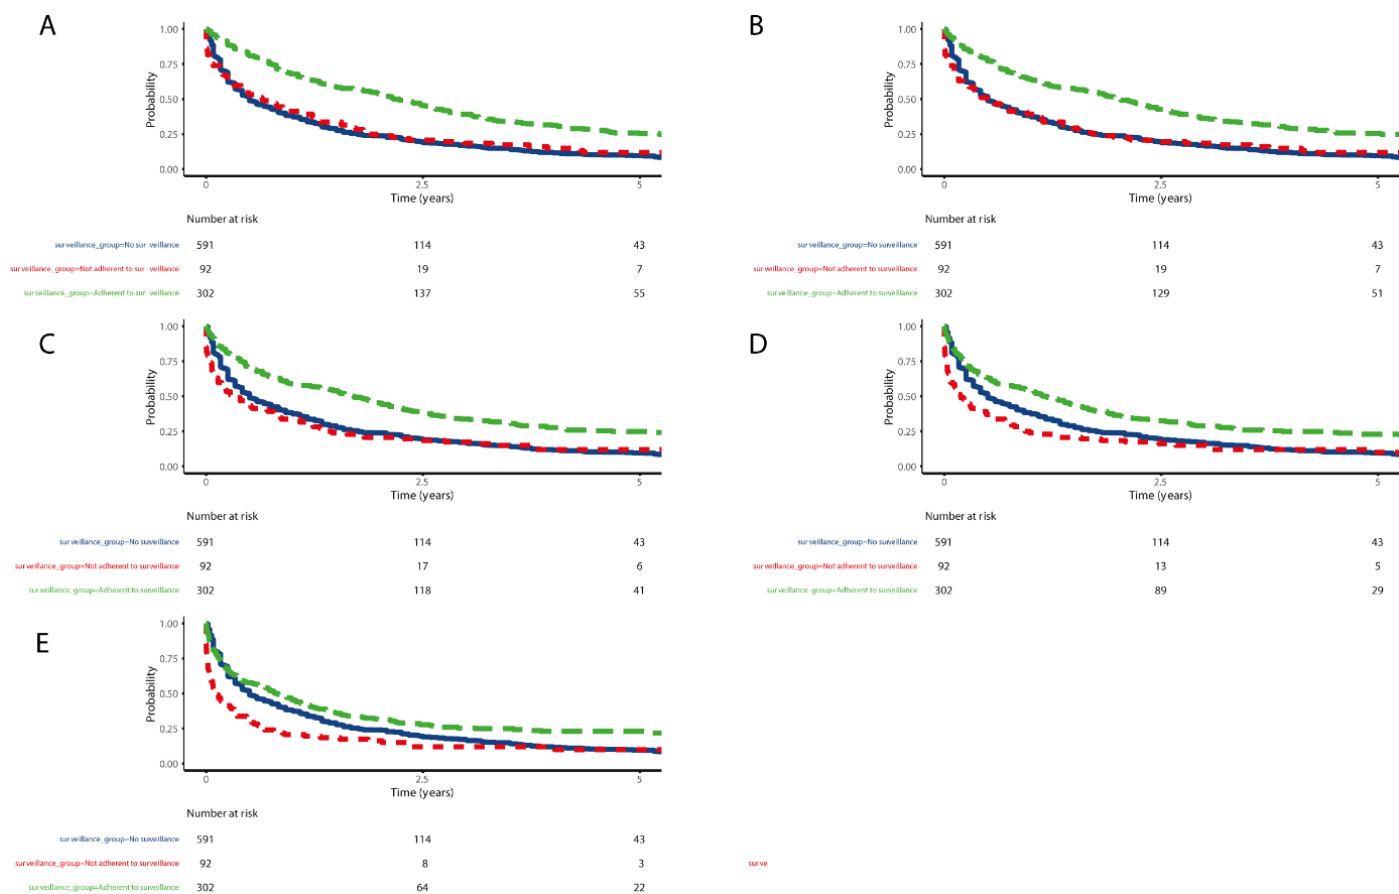 A
Probability
1.00
0.75
0.50
0.25
0.00
0 2.5 5
Time (years)
Number at risk
surveillance_group=No sur veillance 591 114 43
surveillance_group=Not adherent to sur veillance 92 19 7
surveillance_group=Adherent to sur veillance 302 137 55
B
Probability
1.00
0.75
0.50
0.25
0.00
0 2.5 5
Time (years)
Number at risk
surveillance_group=No surveillance 591 114 43
surveillance_group=Not adherent to surveillance 92 19 7
surveillance_group=Adherent to surveillance 302 129 51
C
Probability
1.00
0.75
0.50
0.25
0.00
0 2.5 5
Time (years)
Number at risk
surveillance_group=No surveillance 591 114 43
surveillance_group=Not adherent to surveillance 92 17 6
surveillance_group=Adherent to surveillance 302 118 41
D
Probability
1.00
0.75
0.50
0.25
0.00
0 2.5 5
Time (years)
Number at risk
surveillance_group=No surveillance 591 114 43
surveillance_group=Not adherent to surveillance 92 13 5
surveillance_group=Adherent to surveillance 302 89 29
E
Probability
1.00
0.75
0.50
0.25
0.00
0 2.5 5
Time (years)
Number at risk
surveillance_group=No surveillance 591 114 43
surveillance_group=Not adherent to surveillance 92 8 3
surveillance_group=Adherent to surveillance 302 64 22
surve